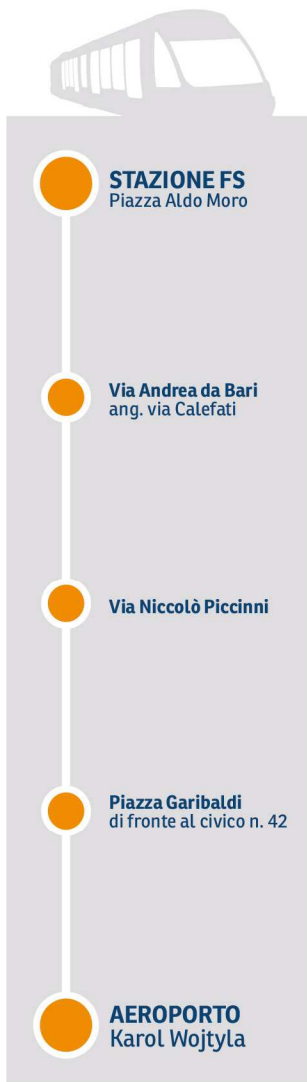 STAZIONE FS
Piazza Aldo Moro
Via Andrea da Bari
ang. via Calefati
Via Niccolò Piccinni
Piazza Garibaldi
di fronte al civico n. 42
AEROPORTO
Karol Wojtyla